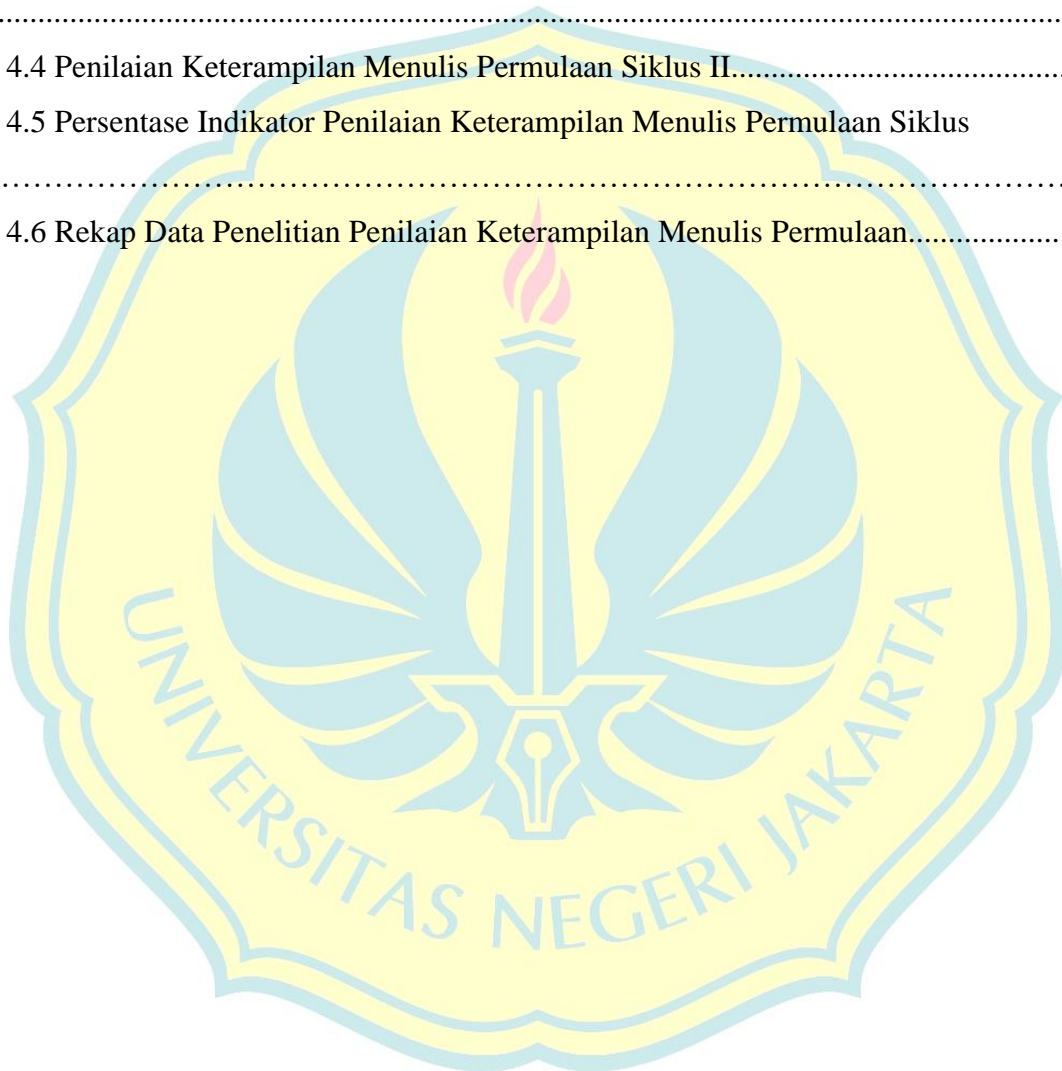 ....................................................................................................................
4.4 Penilaian Keterampilan Menulis Permulaan Siklus II..........................................
4.5 Persentase Indikator Penilaian Keterampilan Menulis Permulaan Siklus
…………………………………………………………………………………………
4.6 Rekap Data Penelitian Penilaian Keterampilan Menulis Permulaan...................
UNIVERSITAS NEGERI JAKARTA